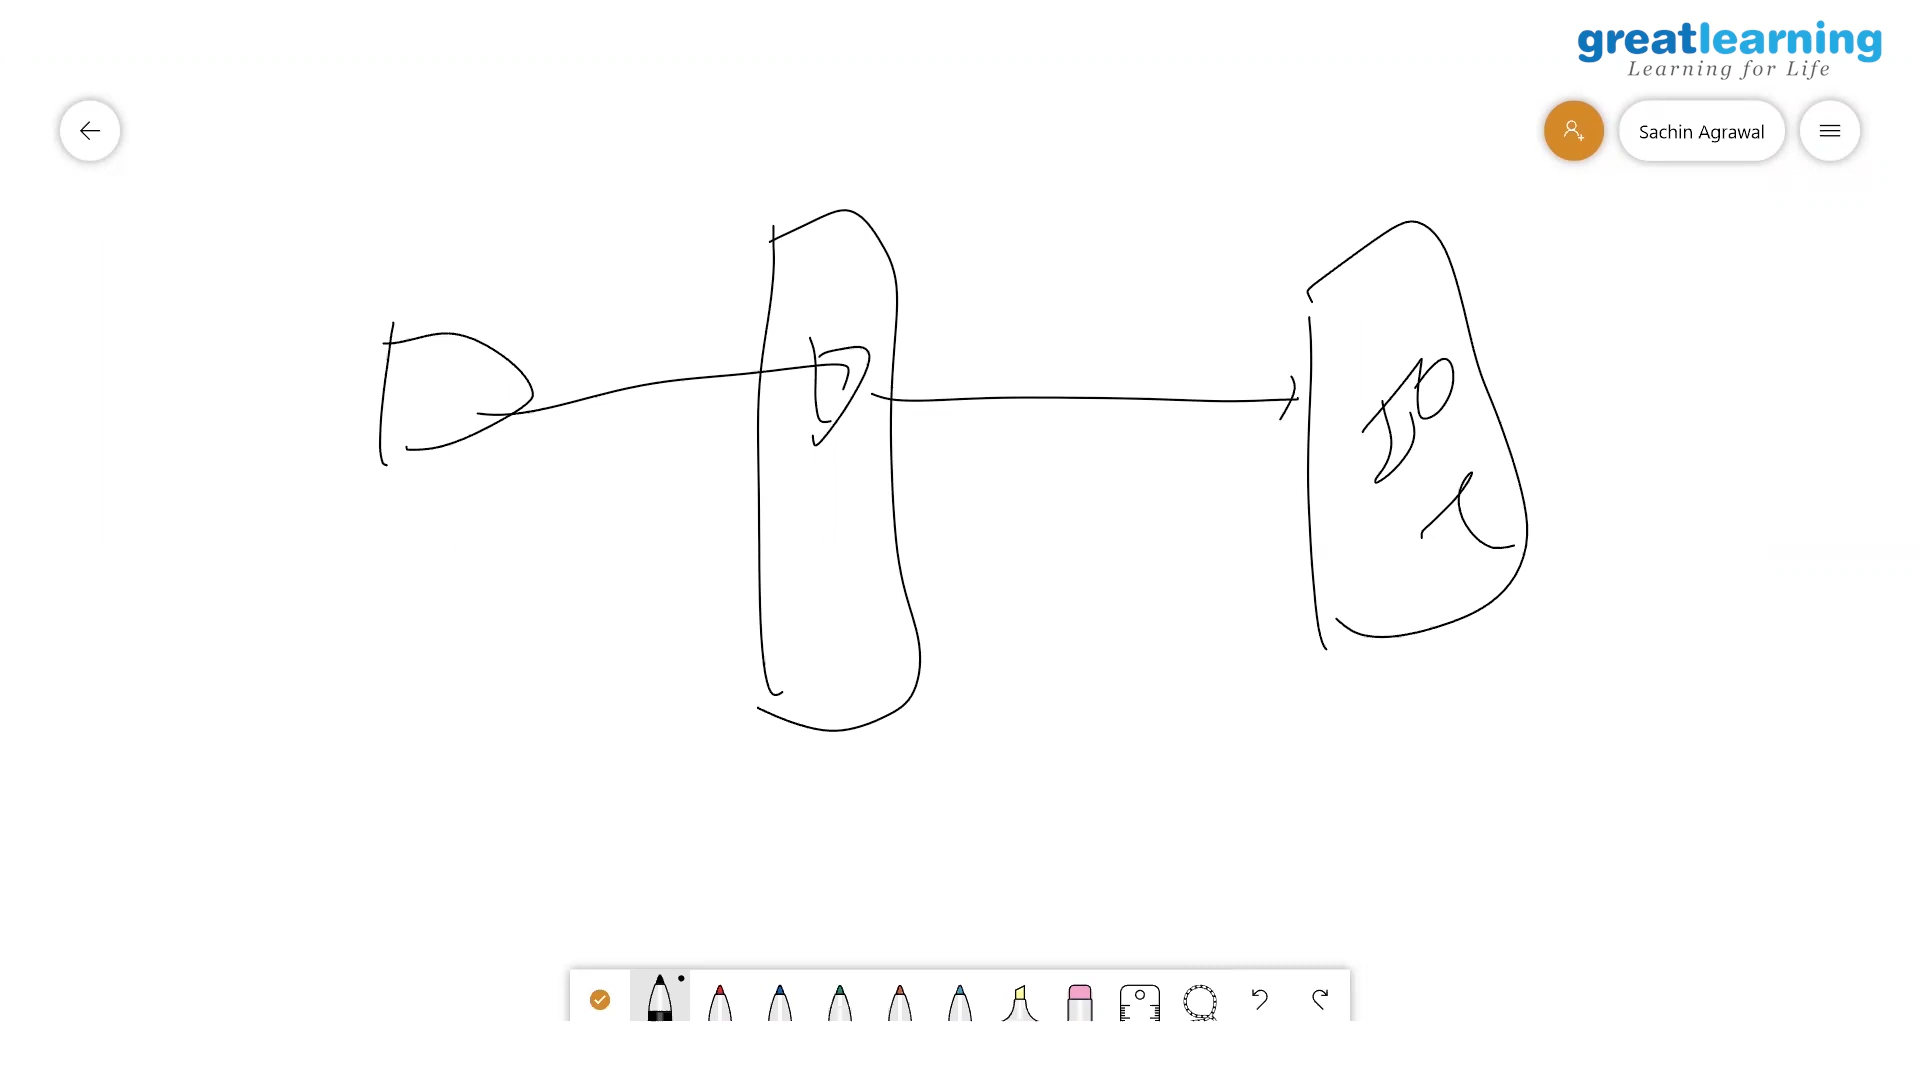 greatlearning
Learning for Life
Sachin Agrawal
D
D